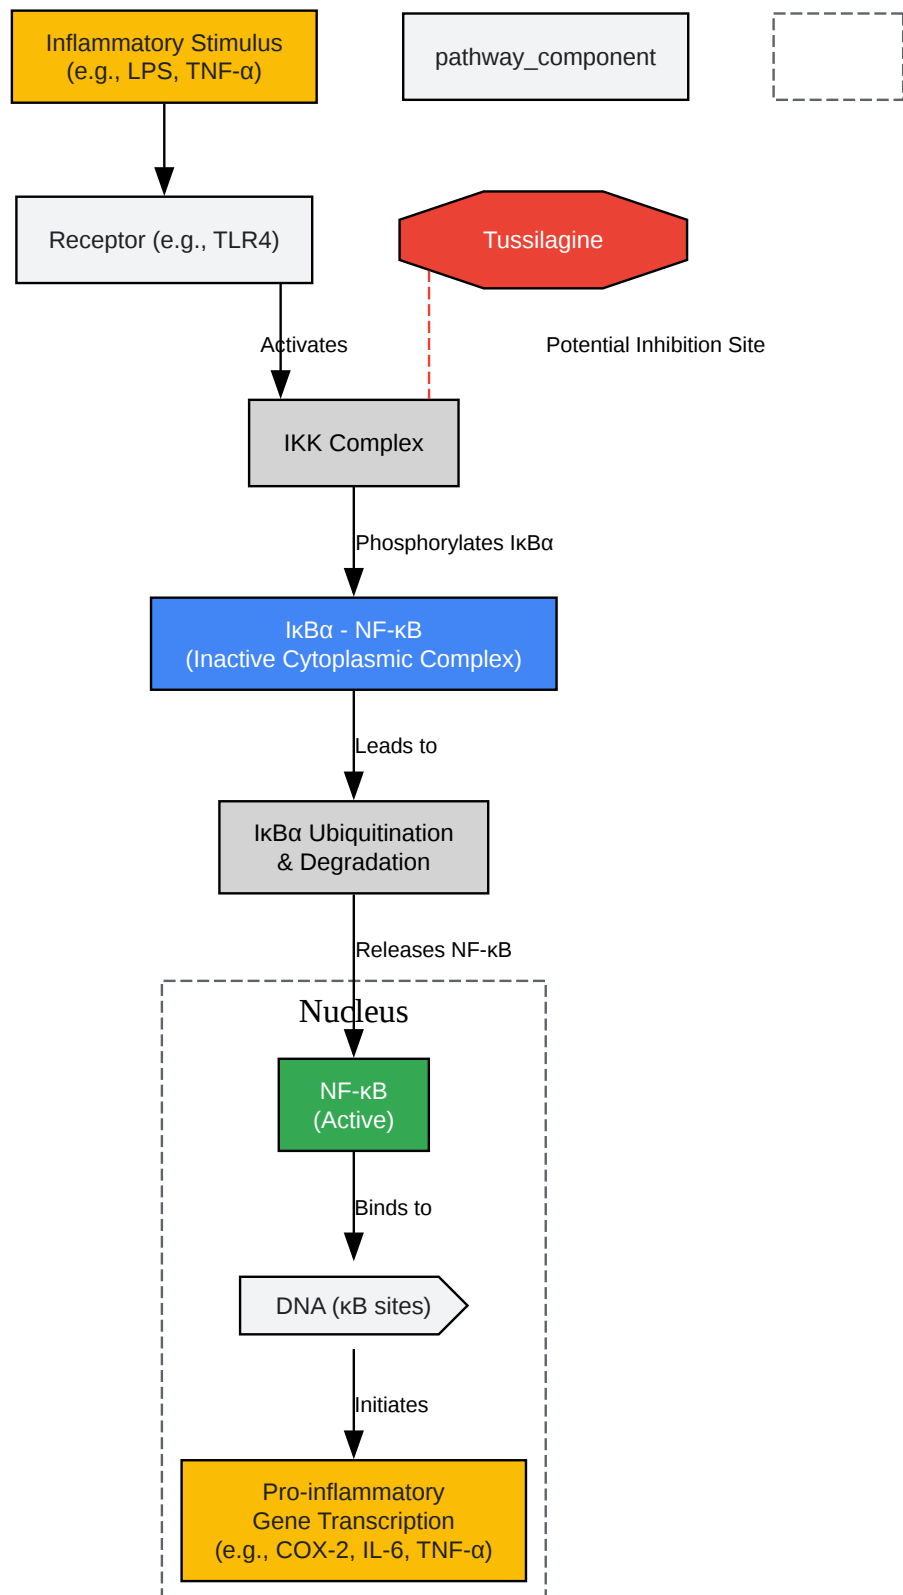 Inflammatory Stimulus
(e.g., LPS, TNF-α)
pathway_component
Receptor (e.g., TLR4)
Tussilagine
Activates
Potential Inhibition Site
IKK Complex
Phosphorylates IκBα
IκBα - NF-κB
(Inactive Cytoplasmic Complex)
Leads to
IκBα Ubiquitination
& Degradation
Releases NF-κB
Nucleus
NF-κB
(Active)
Binds to
DNA (κB sites)
Initiates
Pro-inflammatory
Gene Transcription
(e.g., COX-2, IL-6, TNF-α)